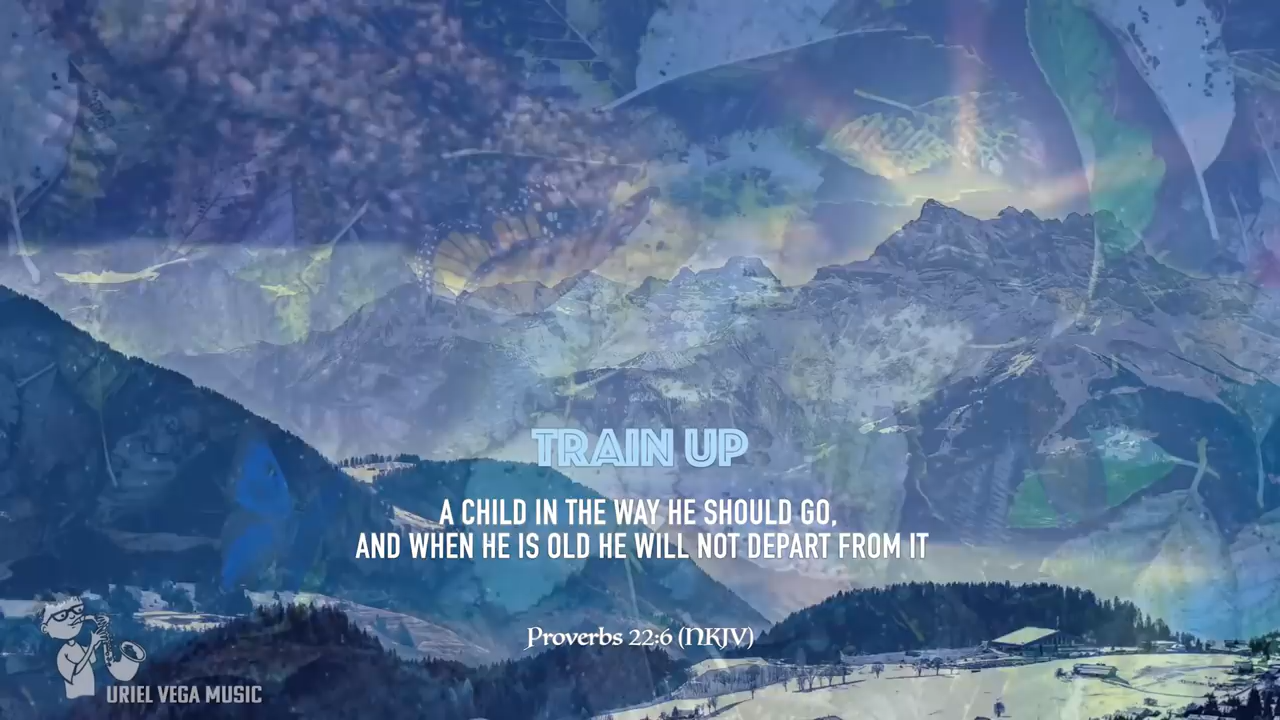 TRAIN UP
A CHILD IN THE WAY HE SHOULD GO,
AND WHEN HE IS OLD HE WILL NOT DEPART FROM IT
Proverbs 22:6 (NKJV)
URIEL VEGA MUSIC